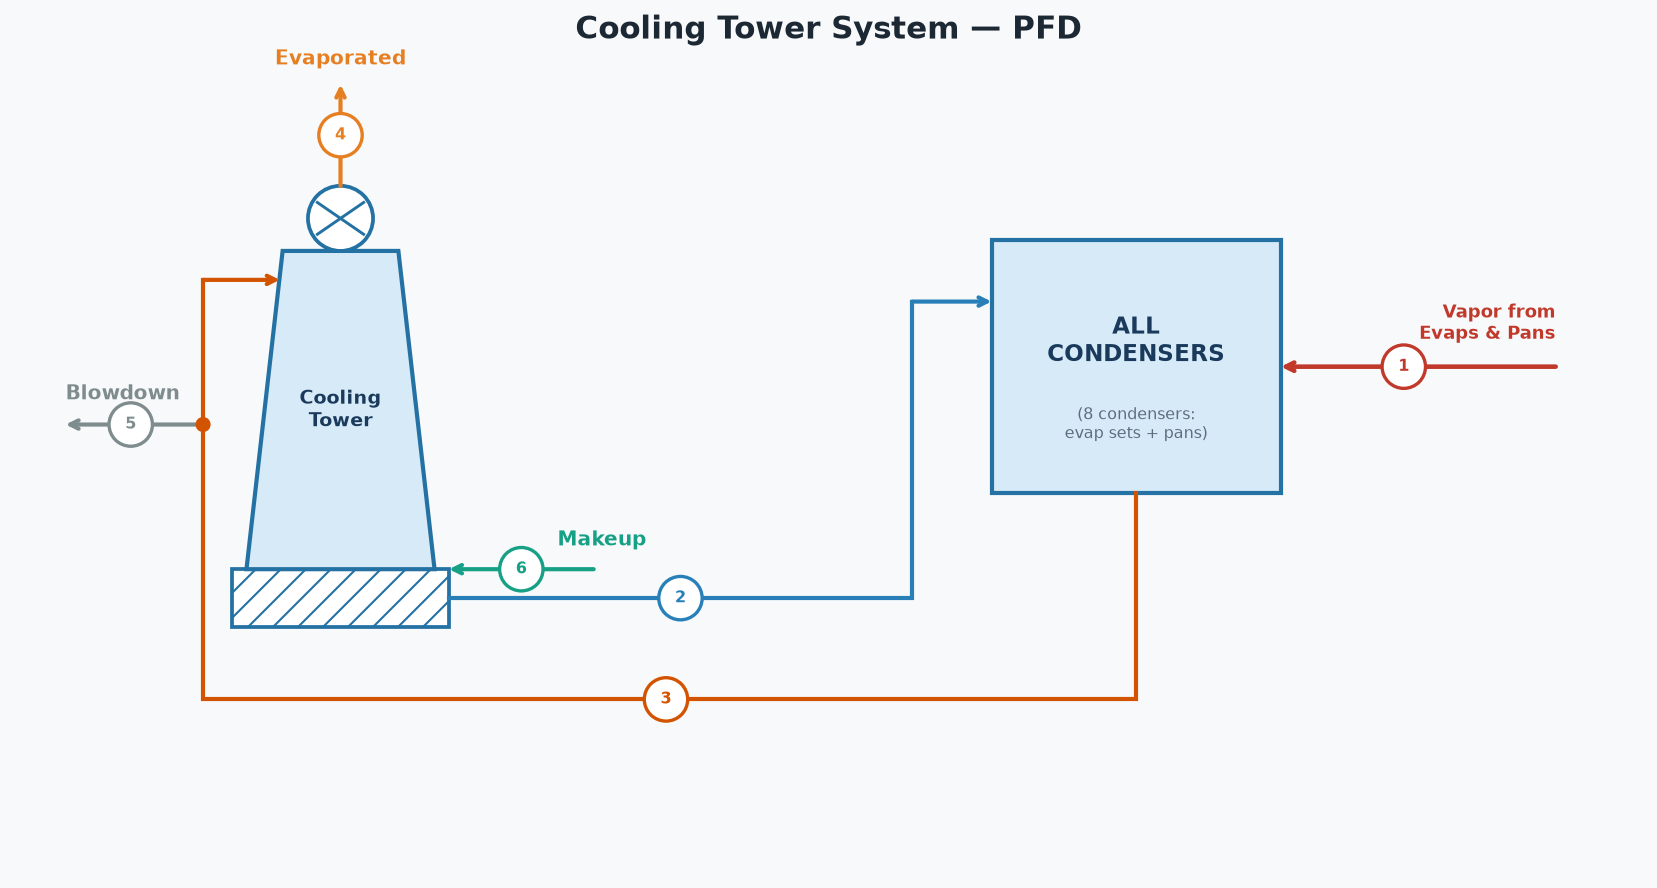 Cooling Tower System — PFD
Evaporated
4
Vapor from
Evaps & Pans
1
ALL
CONDENSERS
(8 condensers:
evap sets + pans)
Blowdown
5
Cooling
Tower
Makeup
6
2
3